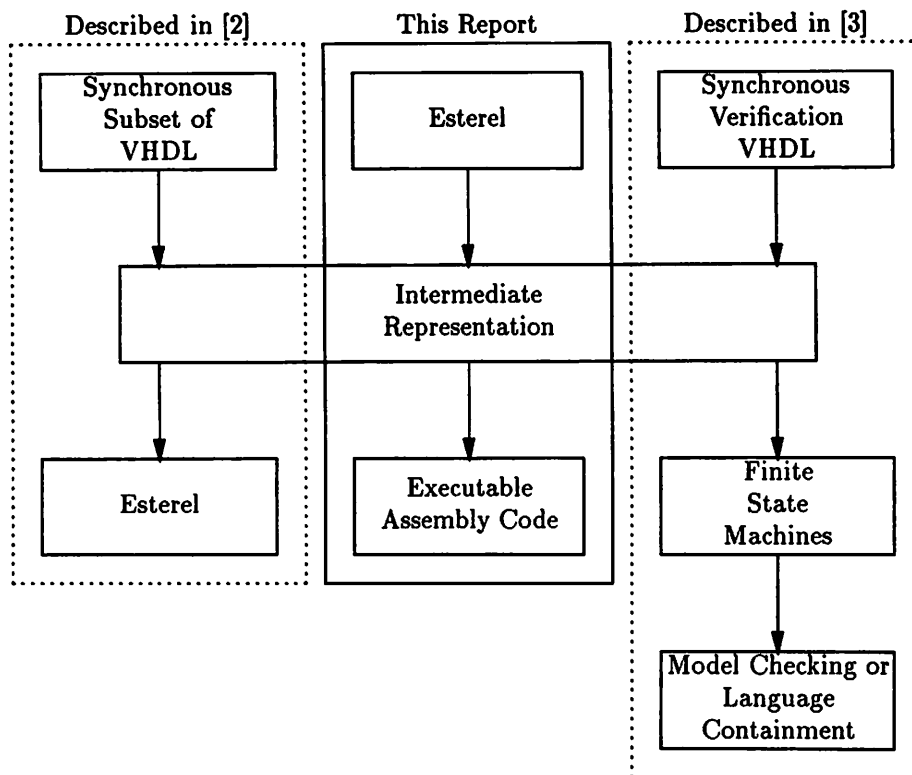 Described in [2]
This Report
Described in [3]
Synchronous
Subset of
VHDL
Esterel
Synchronous
Verification
VHDL
Intermediate
Representation
Esterel
Executable
Assembly Code
Finite
State
Machines
Model Checking or
Language
Containment